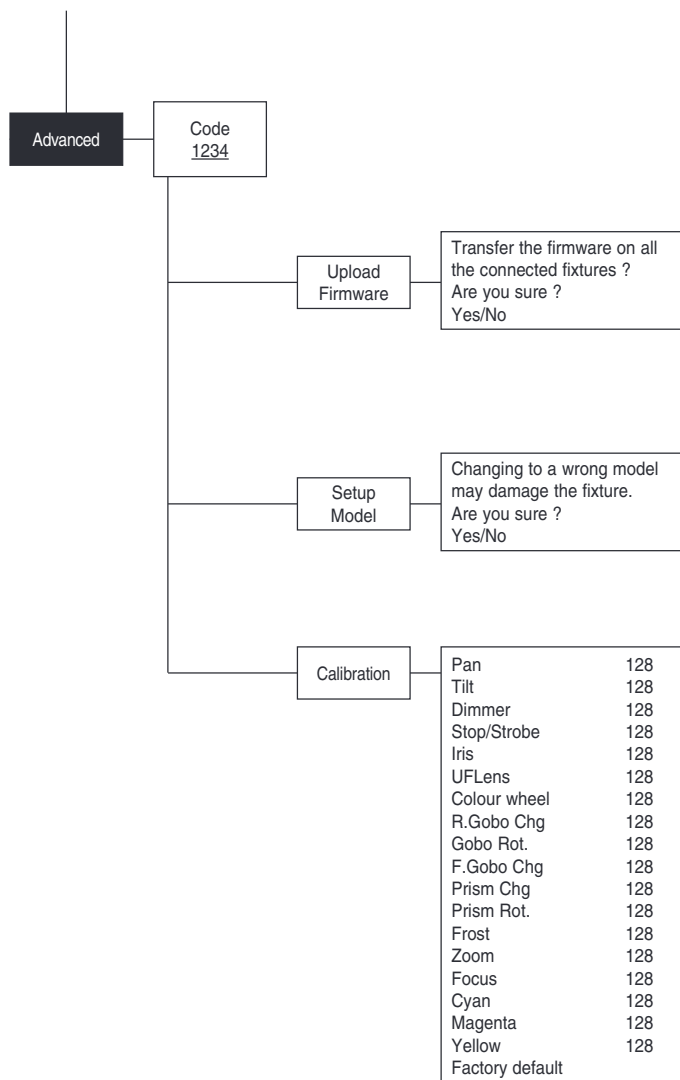 Advanced
Code
1234
Upload
Firmware
Transfer the firmware on all
the connected fixtures ?
Are you sure ?
Yes/No
Setup
Model
Changing to a wrong model
may damage the fixture.
Are you sure ?
Yes/No
Calibration
Pan 128
Tilt 128
Dimmer 128
Stop/Strobe 128
Iris 128
UFLens 128
Colour wheel 128
R.Gobo Chg 128
Gobo Rot. 128
F.Gobo Chg 128
Prism Chg 128
Prism Rot. 128
Frost 128
Zoom 128
Focus 128
Cyan 128
Magenta 128
Yellow 128
Factory default